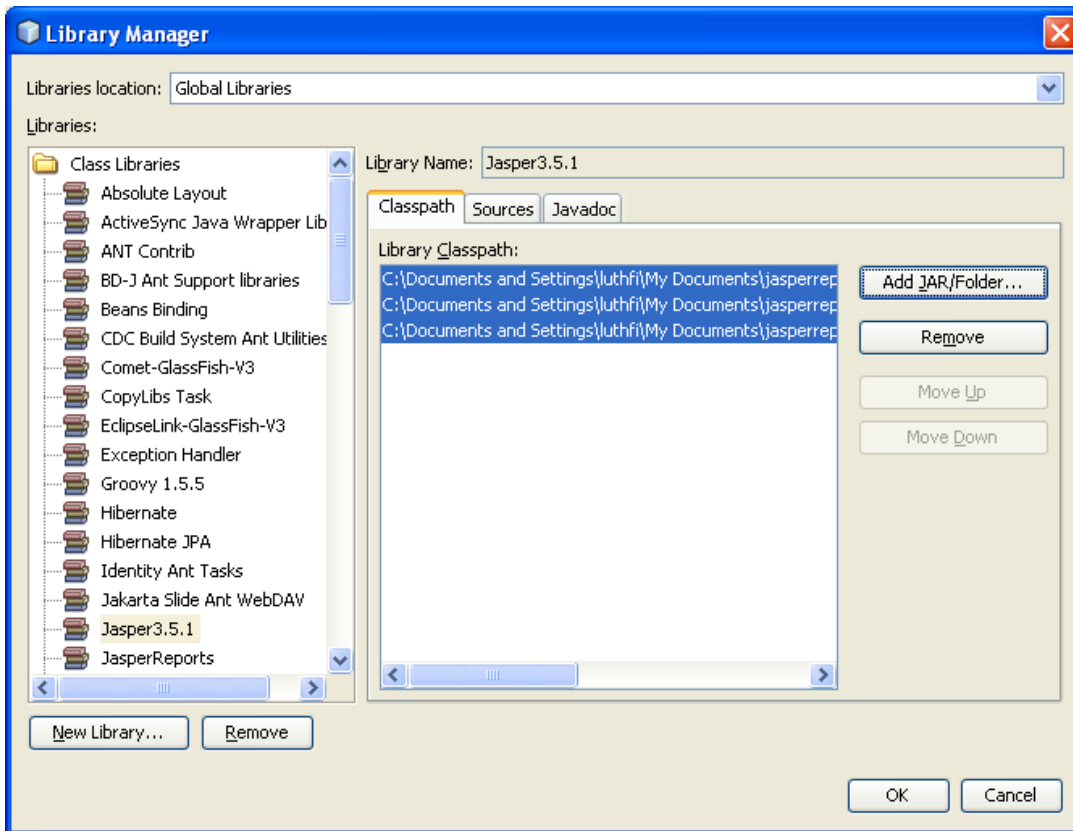 Library Manager
Libraries location: Global Libraries
Libraries:
Class Libraries
Absolute Layout
ActiveSync Java Wrapper Lib
ANT Contrib
BD-J Ant Support libraries
Beans Binding
CDC Build System Ant Utilities
Comet-GlassFish-V3
CopyLibs Task
EclipseLink-GlassFish-V3
Exception Handler
Groovy 1.5.5
Hibernate
Hibernate JPA
Identity Ant Tasks
Jakarta Slide Ant WebDAV
Jasper3.5.1
JasperReports
New Library... Remove
Library Name: Jasper3.5.1
Classpath Sources Javadoc
Library Classpath:
C:\Documents and Settings\luthfi\My Documents\jasperrep
C:\Documents and Settings\luthfi\My Documents\jasperrep
C:\Documents and Settings\luthfi\My Documents\jasperrep
Add JAR/Folder...
Remove
Move Up
Move Down
OK Cancel